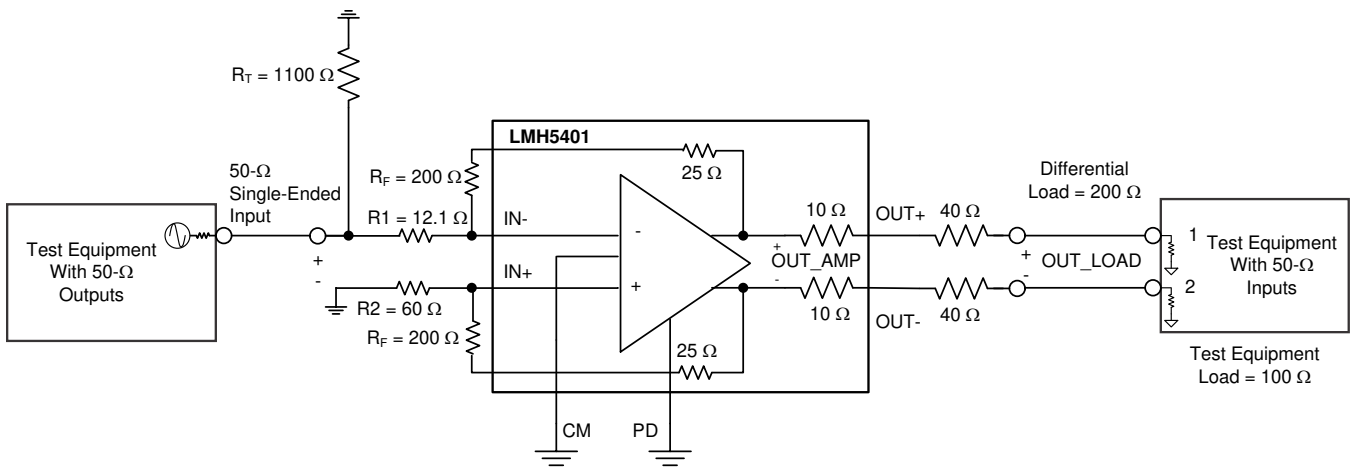 R_T = 1100 Ω
LMH5401
50-Ω
Single-Ended
Input
R_F = 200 Ω
25 Ω
R1 = 12.1 Ω
IN-
Test Equipment
With 50-Ω
Outputs
+
-
-
+
IN+
R2 = 60 Ω
R_F = 200 Ω
25 Ω
CM
PD
10 Ω
+
OUT_AMP
-
10 Ω
OUT+
OUT-
40 Ω
40 Ω
Differential
Load = 200 Ω
+
OUT_LOAD
-
1
2
Test Equipment
With 50-Ω
Inputs
Test Equipment
Load = 100 Ω